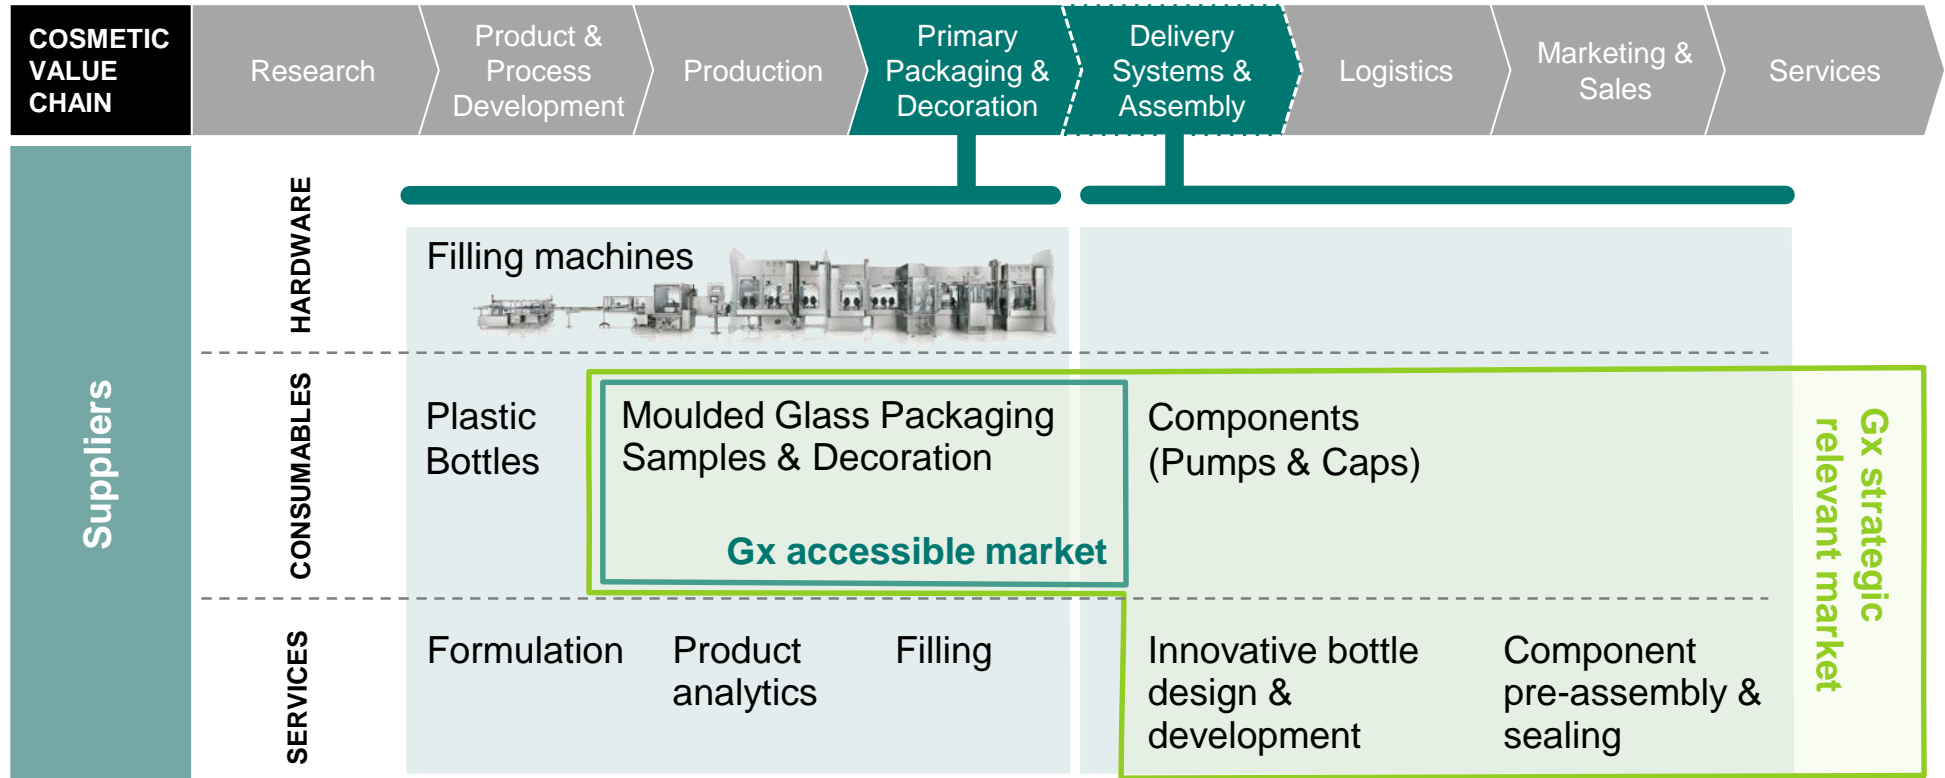 COSMETIC
VALUE
CHAIN
Research
Product &
Process
Development
Production
Primary
Packaging &
Decoration
Delivery
Systems &
Assembly
Logistics
Marketing &
Sales
Services
Suppliers
HARDWARE
Filling machines
CONSUMABLES
Plastic
Bottles
Moulded Glass Packaging
Samples & Decoration
Gx accessible market
Components
(Pumps & Caps)
Gx strategic
relevant market
SERVICES
Formulation
Product
analytics
Filling
Innovative bottle
design &
development
Component
pre-assembly &
sealing